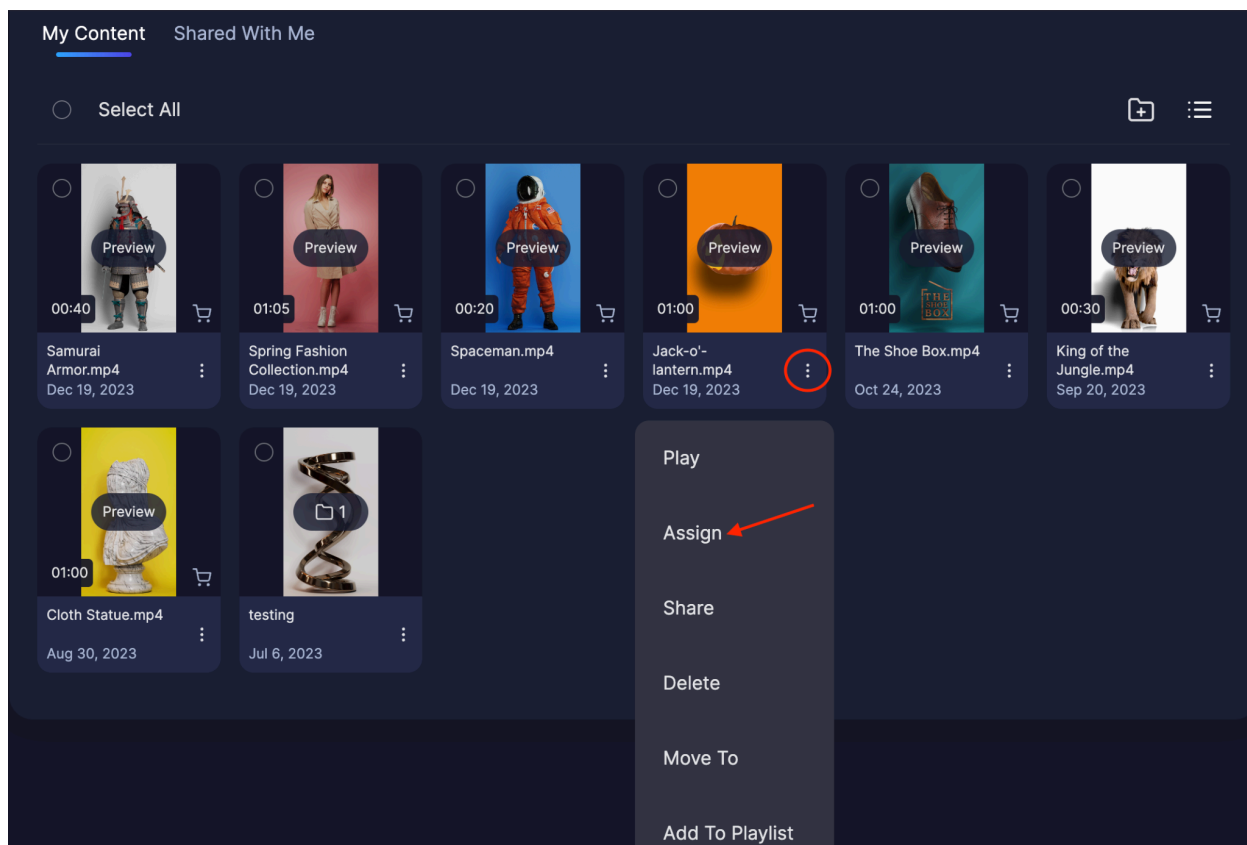 My Content Shared With Me
Select All
Preview Preview Preview Preview Preview Preview
THE
SHOE
BOX
00:40 01:05 00:20 01:00 01:00 00:30
Samurai
Armor.mp4
Dec 19, 2023
Spring Fashion
Collection.mp4
Dec 19, 2023
Spaceman.mp4
Dec 19, 2023
Jack-o'-
lantern.mp4
Dec 19, 2023
The Shoe Box.mp4
Oct 24, 2023
King of the
Jungle.mp4
Sep 20, 2023
Preview
1
01:00
Cloth Statue.mp4
Aug 30, 2023
testing
Jul 6, 2023
Play
Assign
Share
Delete
Move To
Add To Playlist